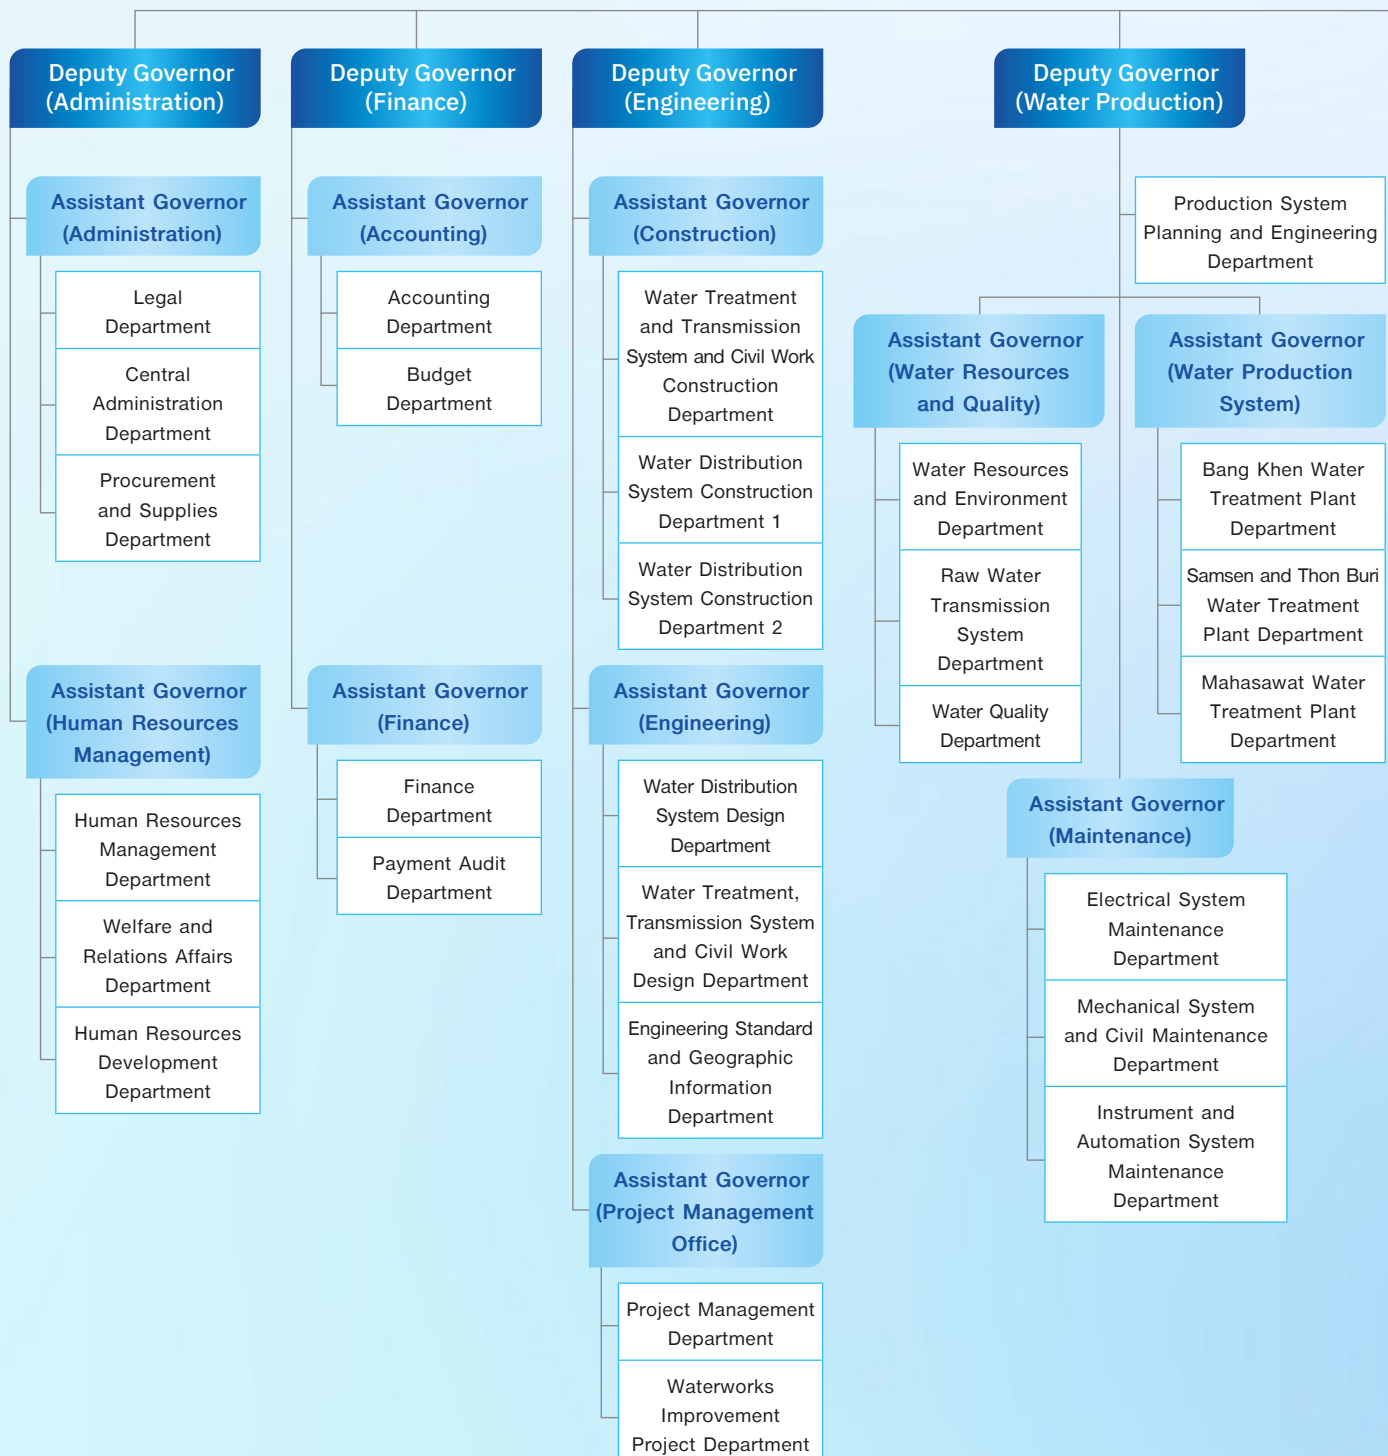 Deputy Governor
(Administration)
Assistant Governor
(Administration)
Legal
Department
Central
Administration
Department
Procurement
and Supplies
Department
Assistant Governor
(Human Resources
Management)
Human Resources
Management
Department
Welfare and
Relations Affairs
Department
Human Resources
Development
Department
Deputy Governor
(Finance)
Assistant Governor
(Accounting)
Accounting
Department
Budget
Department
Assistant Governor
(Finance)
Finance
Department
Payment Audit
Department
Deputy Governor
(Engineering)
Assistant Governor
(Construction)
Water Treatment
and Transmission
System and Civil Work
Construction
Department
Water Distribution
System Construction
Department 1
Water Distribution
System Construction
Department 2
Assistant Governor
(Engineering)
Water Distribution
System Design
Department
Water Treatment,
Transmission System
and Civil Work
Design Department
Engineering Standard
and Geographic
Information
Department
Assistant Governor
(Project Management
Office)
Project Management
Department
Waterworks
Improvement
Project Department
Deputy Governor
(Water Production)
Production System
Planning and Engineering
Department
Assistant Governor
(Water Resources
and Quality)
Water Resources
and Environment
Department
Raw Water
Transmission
System
Department
Water Quality
Department
Assistant Governor
(Water Production
System)
Bang Khen Water
Treatment Plant
Department
Samsen and Thon Buri
Water Treatment
Plant Department
Mahasawat Water
Treatment Plant
Department
Assistant Governor
(Maintenance)
Electrical System
Maintenance
Department
Mechanical System
and Civil Maintenance
Department
Instrument and
Automation System
Maintenance
Department